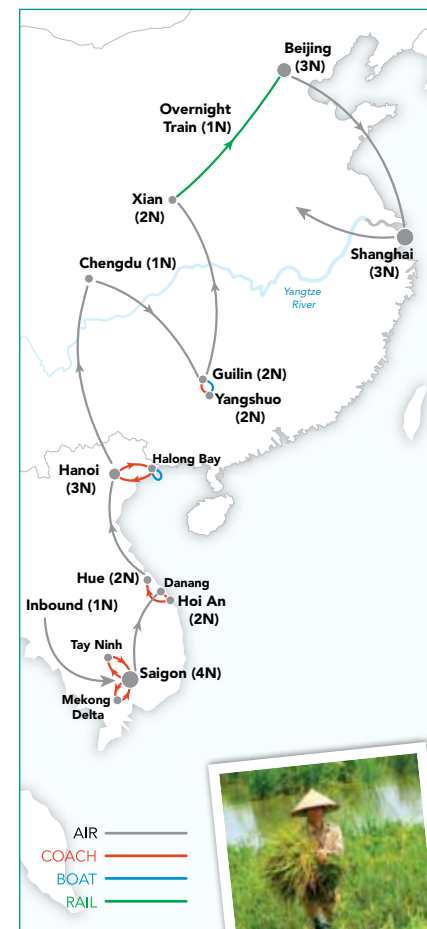 Beijing
(3N)
Overnight
Train (1N)
Xian
(2N)
Shanghai
(3N)
Chengdu (1N)
Yangtze
River
Guilin (2N)
Yangshuo
(2N)
Halong Bay
Hanoi
(3N)
Hue (2N)
Danang
Hoi An
(2N)
Inbound (1N)
Tay Ninh
Saigon (4N)
Mekong
Delta
AIR
COACH
BOAT
RAIL